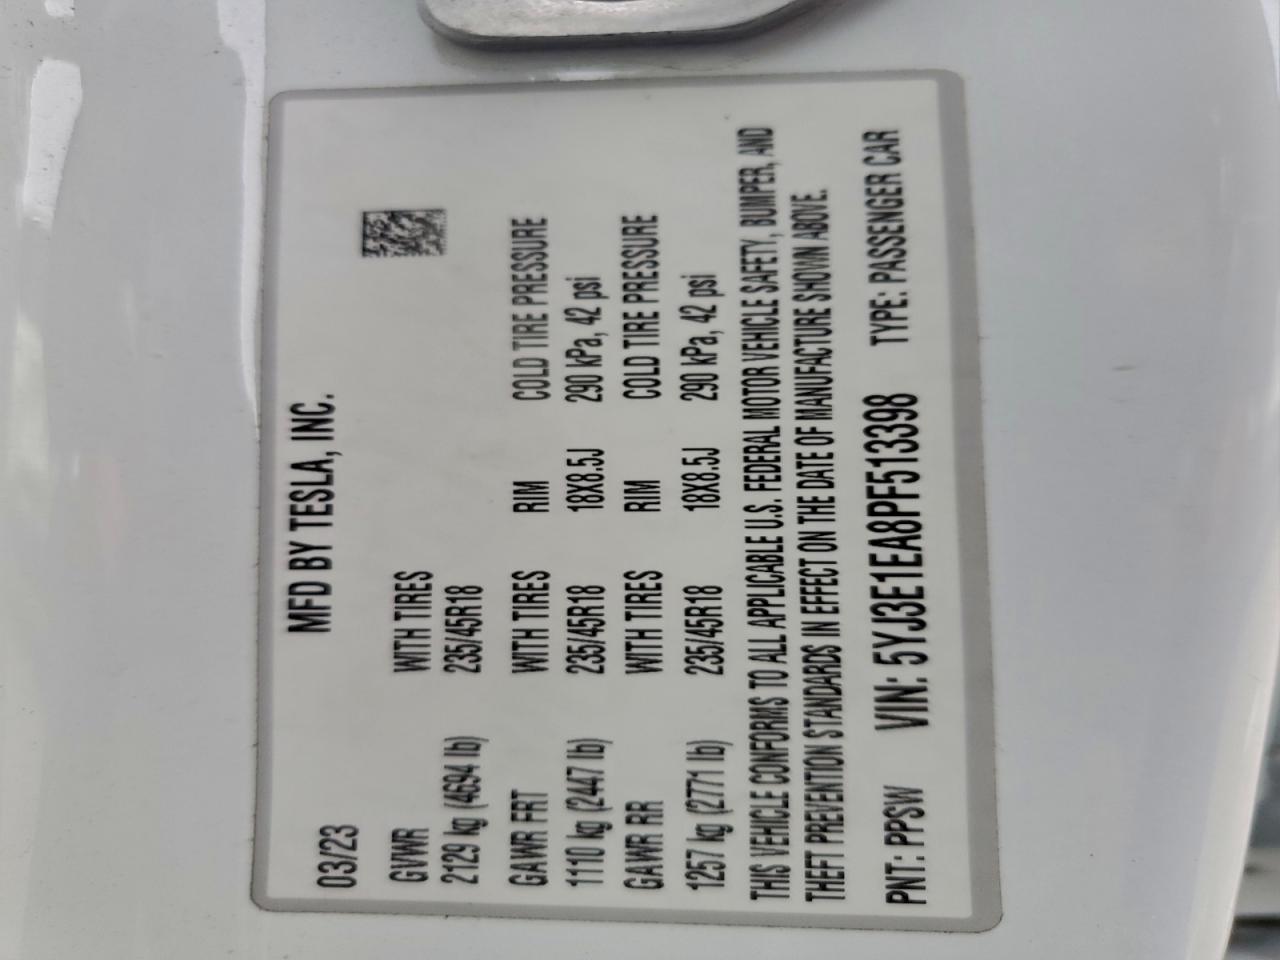 MFD BY TESLA, INC.
03/23
GVWR WITH TIRES
2129 kg (4694 lb) 235/45R18
GAWR FRT WITH TIRES RIM COLD TIRE PRESSURE
1110 kg (2447 lb) 235/45R18 18X8.5J 290 kPa, 42 psi
GAWR RR WITH TIRES RIM COLD TIRE PRESSURE
1257 kg (2771 lb) 235/45R18 18X8.5J 290 kPa, 42 psi
THIS VEHICLE CONFORMS TO ALL APPLICABLE U.S. FEDERAL MOTOR VEHICLE SAFETY, BUMPER, AND
THEFT PREVENTION STANDARDS IN EFFECT ON THE DATE OF MANUFACTURE SHOWN ABOVE.
PNT: PPSW VIN: 5YJ3E1EA8PF513398 TYPE: PASSENGER CAR